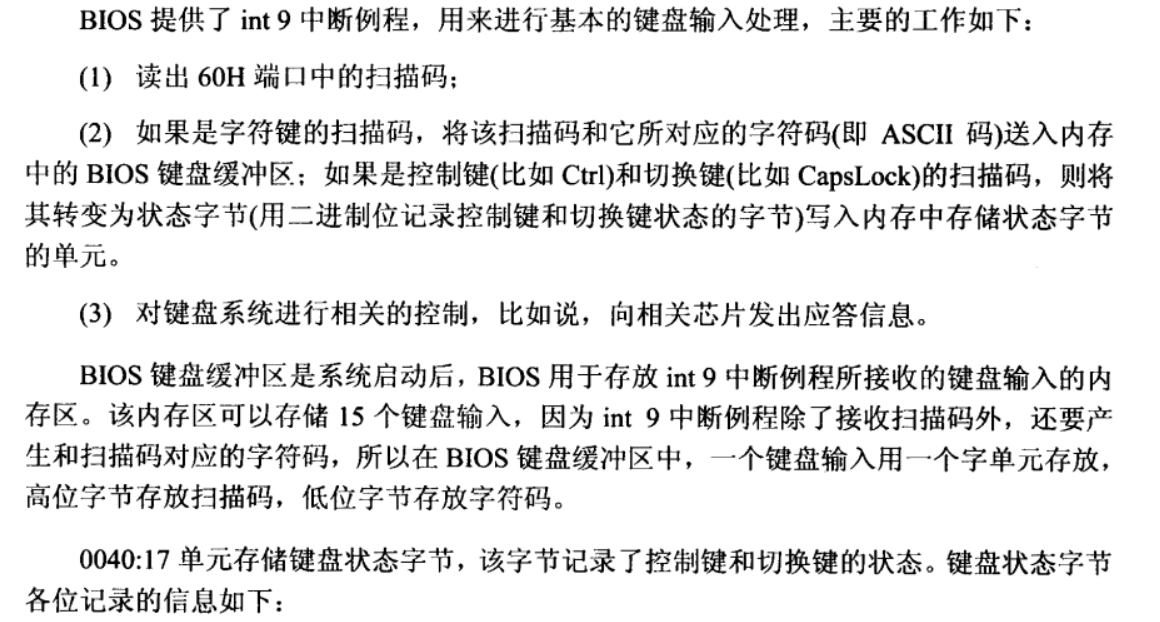 BIOS 提供了 int 9 中断例程，用来进行基本的键盘输入处理，主要的工作如下：
(1) 读出 60H 端口中的扫描码；
(2) 如果是字符键的扫描码，将该扫描码和它所对应的字符码(即 ASCII 码)送入内存
中的 BIOS 键盘缓冲区；如果是控制键(比如 Ctrl)和切换键(比如 CapsLock)的扫描码，则将
其转变为状态字节(用二进制位记录控制键和切换键状态的字节)写入内存中存储状态字节
的单元。
(3) 对键盘系统进行相关的控制，比如说，向相关芯片发出应答信息。
BIOS 键盘缓冲区是系统启动后，BIOS 用于存放 int 9 中断例程所接收的键盘输入的内
存区。该内存区可以存储 15 个键盘输入，因为 int 9 中断例程除了接收扫描码外，还要产
生和扫描码对应的字符码，所以在 BIOS 键盘缓冲区中，一个键盘输入用一个字单元存放，
高位字节存放扫描码，低位字节存放字符码。
0040:17 单元存储键盘状态字节，该字节记录了控制键和切换键的状态。键盘状态字节
各位记录的信息如下：